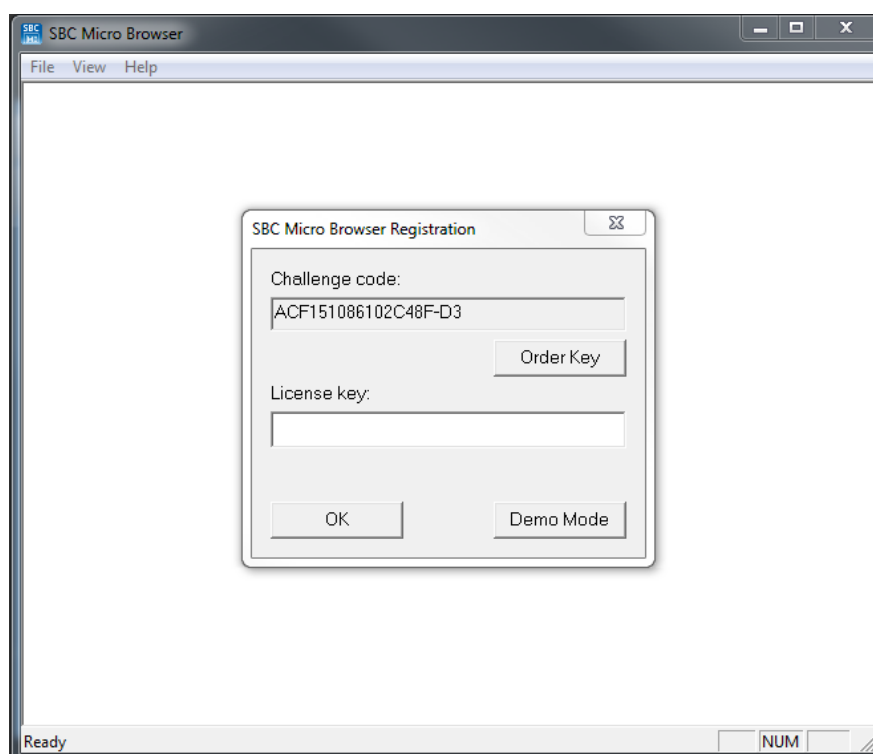 SBC Micro Browser
File View Help
SBC Micro Browser Registration
Challenge code:
ACF151086102C48F-D3
Order Key
License key:
OK Demo Mode
Ready NUM